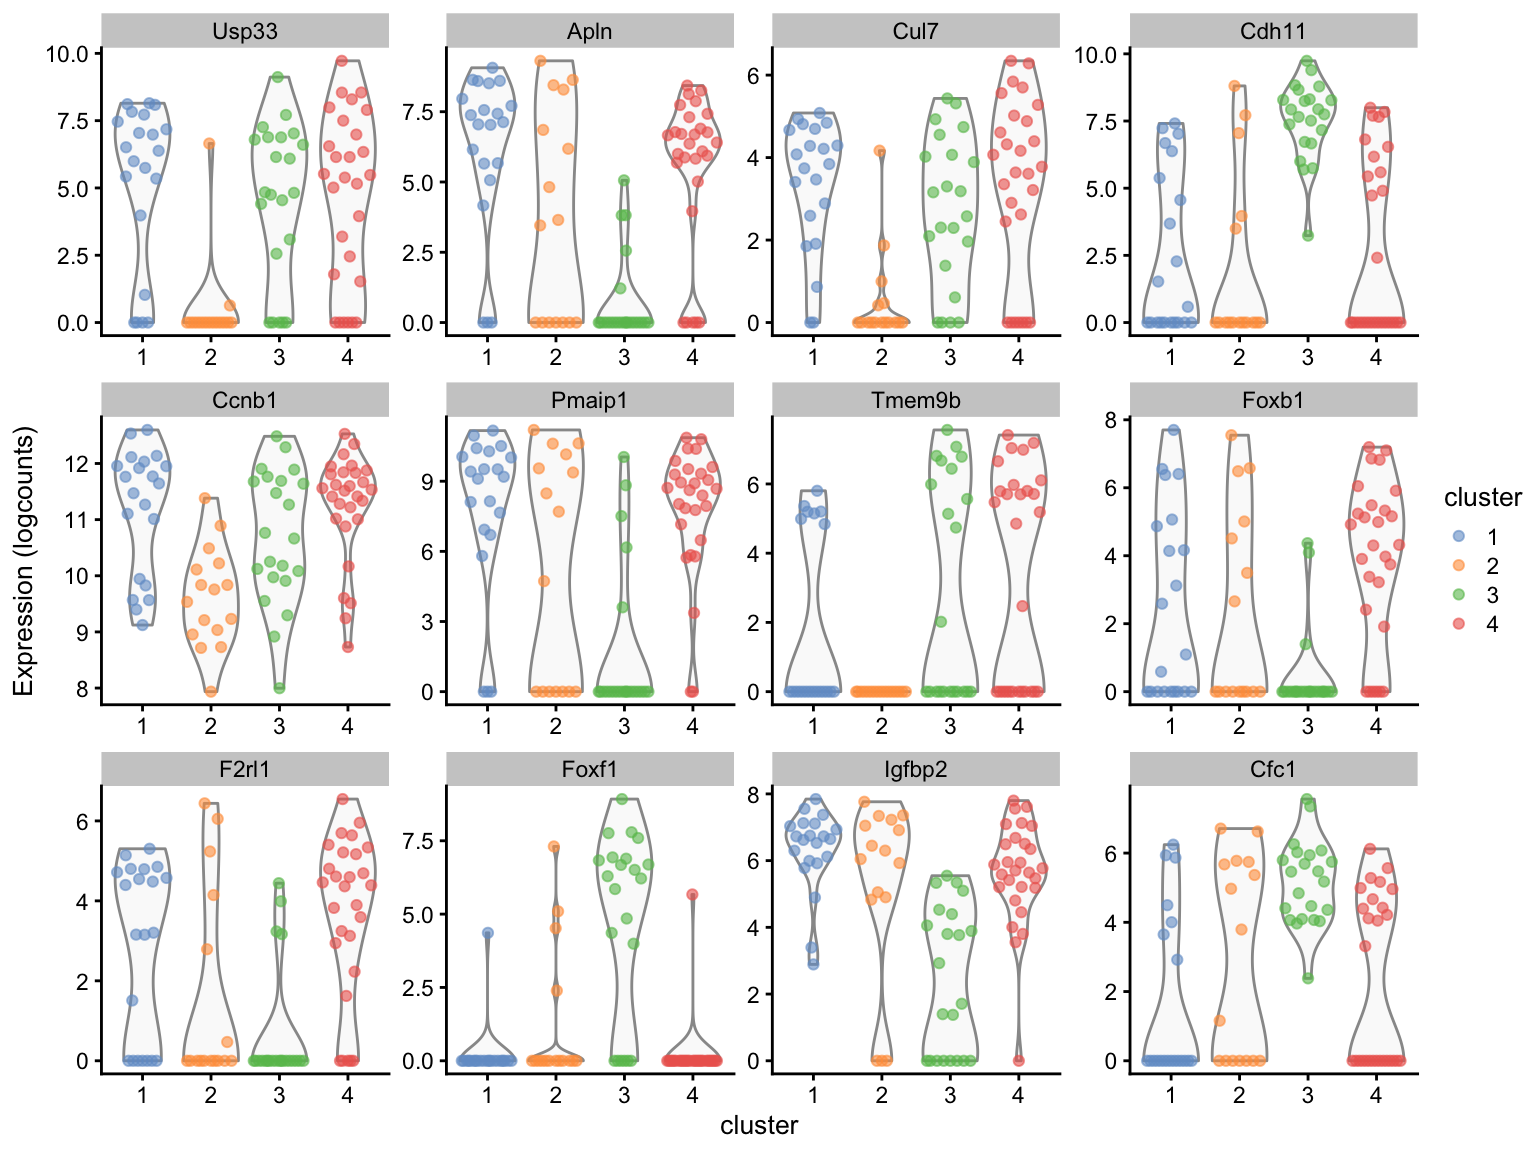 Usp33 Apln Cul7 Cdh11
10.0 10.0
7.5 7.5 6 7.5
5.0 5.0 4 5.0
2.5 2.5 2 2.5
0.0 0.0 0 0.0
1 2 3 4 1 2 3 4 1 2 3 4 1 2 3 4
Ccnb1 Pmaip1 Tmem9b Foxb1
12 9 6 8
11 6 4 6
10 3 2 4
9 0 0 2
8 0
1 2 3 4 1 2 3 4 1 2 3 4 1 2 3 4
F2rl1 Foxf1 Igfbp2 Cfc1
6 7.5 8 6
4 5.0 6 4
2 2.5 4 2
0 0.0 2 0
0
1 2 3 4 1 2 3 4 1 2 3 4 1 2 3 4
cluster
Expression (logcounts)
cluster
1
2
3
4